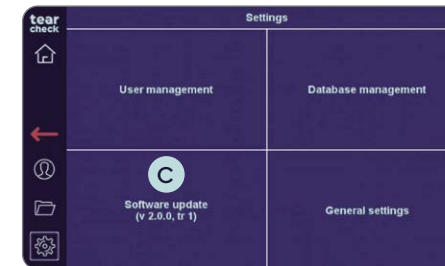 tear
check
Settings
User management
Database management
C
Software update
(v 2.0.0, tr 1)
General settings